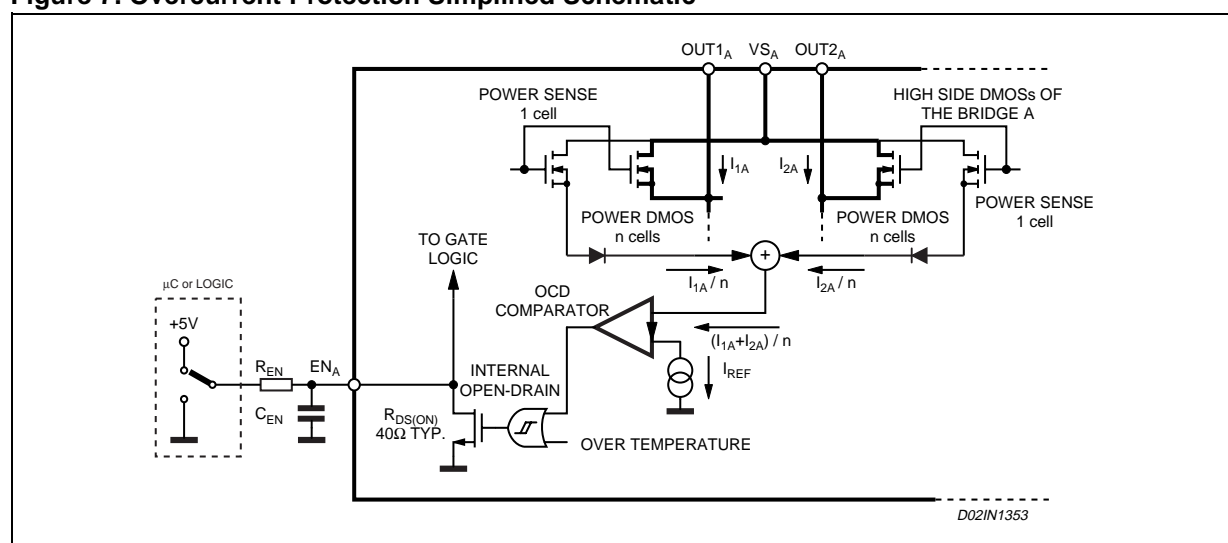 Figure 7. Overcurrent Protection Simplified Schematic
OUT1A VSA OUT2A
POWER SENSE
1 cell
HIGH SIDE DMOSs OF
THE BRIDGE A
I1A
I2A
POWER SENSE
1 cell
POWER DMOS
n cells
POWER DMOS
n cells
TO GATE
LOGIC
+
I1A / n
I2A / n
μC or LOGIC
OCD
COMPARATOR
+5V
(I1A+I2A) / n
IREF
REN
ENA
INTERNAL
OPEN-DRAIN
CEN
RDS(ON)
40Ω TYP.
OVER TEMPERATURE
D02IN1353